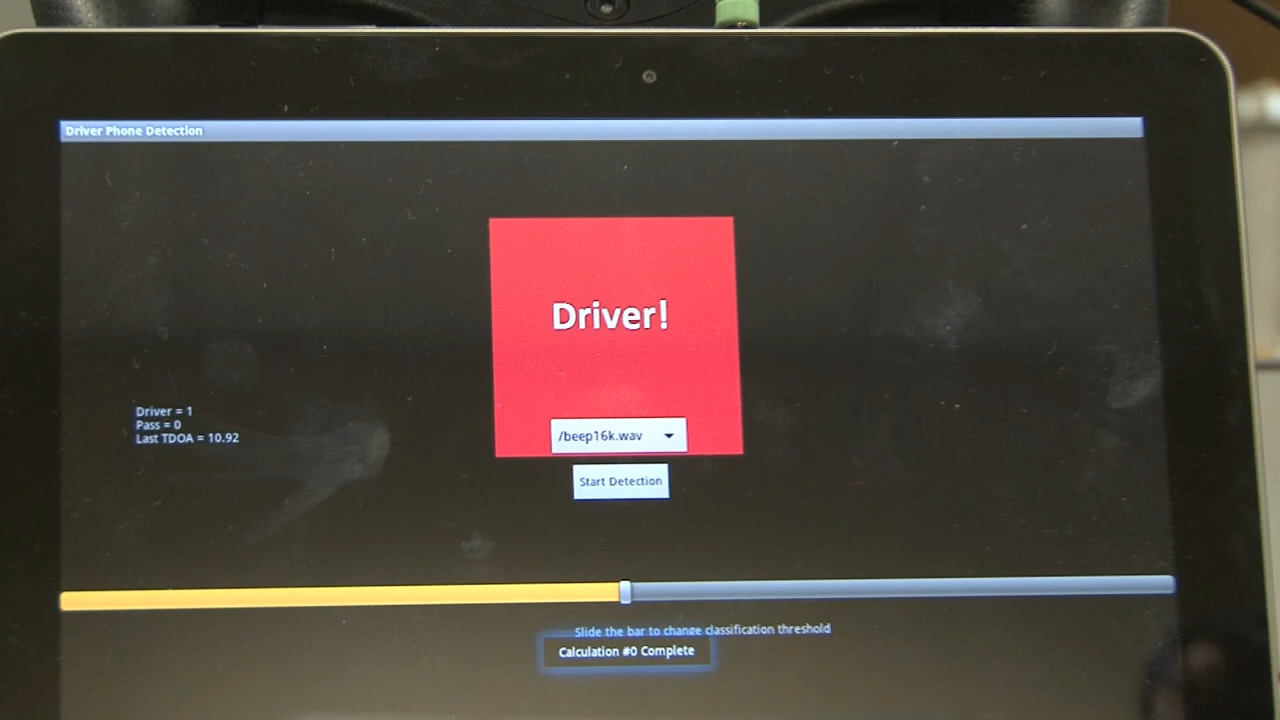 Driver Phone Detection
Driver!
Driver = 1
Pass = 0
Last TDOA = 10.92
/beep16k.wav
Start Detection
Slide the bar to change classification threshold
Calculation #0 Complete